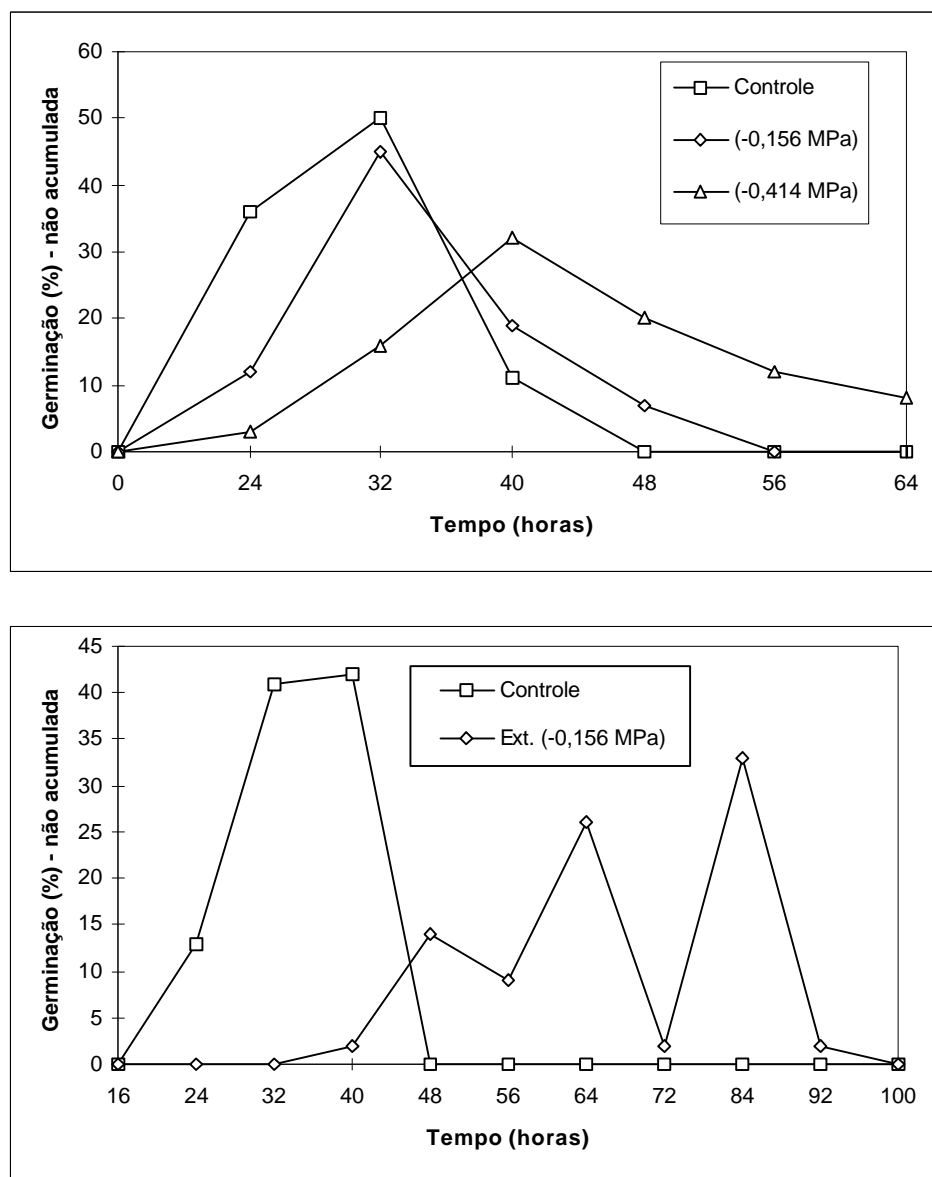 60
50
40
30
20
10
0
Germinação (%) - não acumulada
Controle
(-0,156 MPa)
(-0,414 MPa)
0 24 32 40 48 56 64
Tempo (horas)
45
40
35
30
25
20
15
10
5
0
Germinação (%) - não acumulada
Controle
Ext. (-0,156 MPa)
16 24 32 40 48 56 64 72 84 92 100
Tempo (horas)